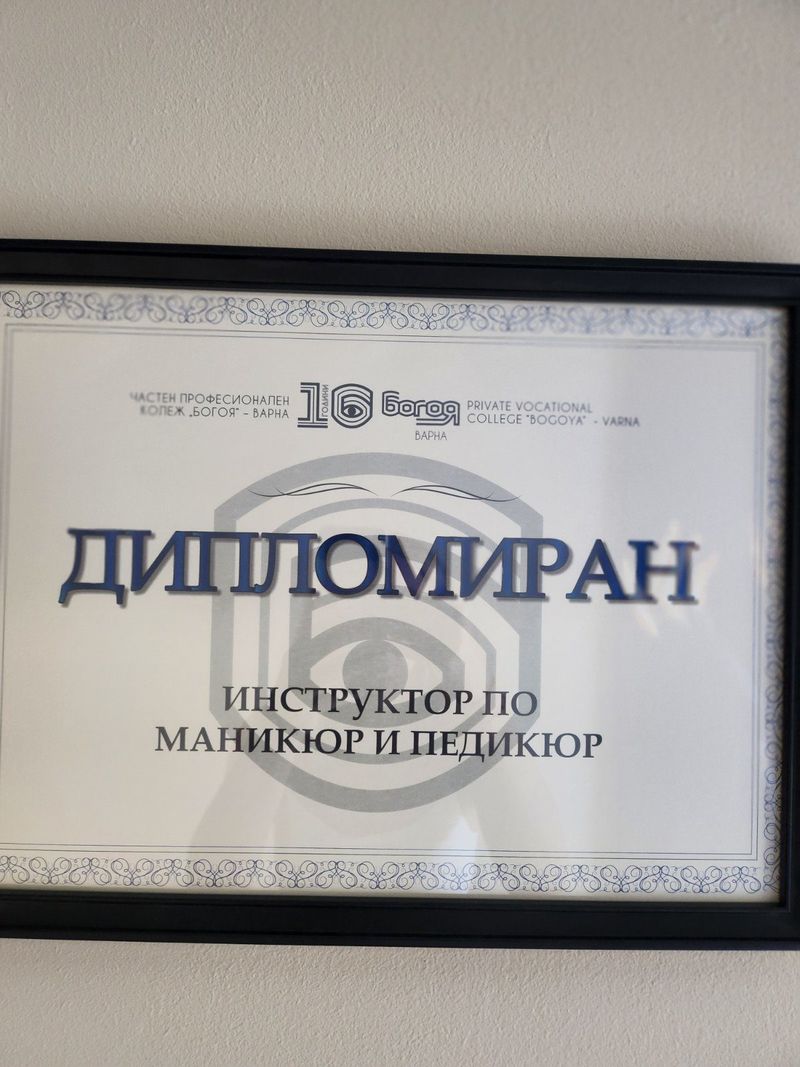 ЧАСТЕН ПРОФЕСИОНАЛЕН
КОЛЕЖ „БОГОЯ" - ВАРНА
16 ГОДИНИ
богоя
ВАРНА
PRIVATE VOCATIONAL
COLLEGE "BOGOYA" - VARNA
ДИПЛОМИРАН
ИНСТРУКТОР ПО
МАНИКЮР И ПЕДИКЮР